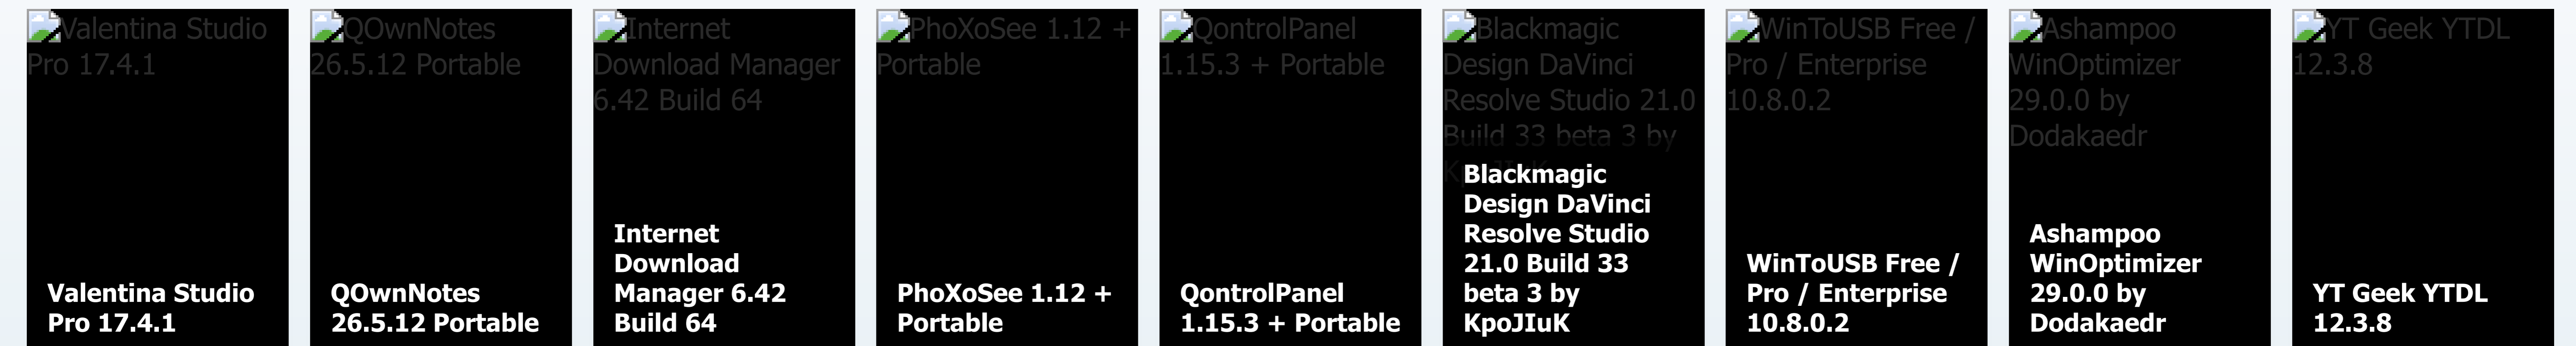 Valentina Studio
Pro 17.4.1
Valentina Studio
Pro 17.4.1
QOwnNotes
26.5.12 Portable
QOwnNotes
26.5.12 Portable
Internet
Download Manager
6.42 Build 64
Internet
Download
Manager 6.42
Build 64
PhoXoSee 1.12 +
Portable
PhoXoSee 1.12 +
Portable
QontrolPanel
1.15.3 + Portable
QontrolPanel
1.15.3 + Portable
Blackmagic
Design DaVinci
Resolve Studio 21.0
Build 33 beta 3 by
KpoJIuK
Blackmagic
Design DaVinci
Resolve Studio
21.0 Build 33
beta 3 by
KpoJIuK
WinToUSB Free /
Pro / Enterprise
10.8.0.2
WinToUSB Free /
Pro / Enterprise
10.8.0.2
Ashampoo
WinOptimizer
29.0.0 by
Dodakaedr
Ashampoo
WinOptimizer
29.0.0 by
Dodakaedr
YT Geek YTDL
12.3.8
YT Geek YTDL
12.3.8